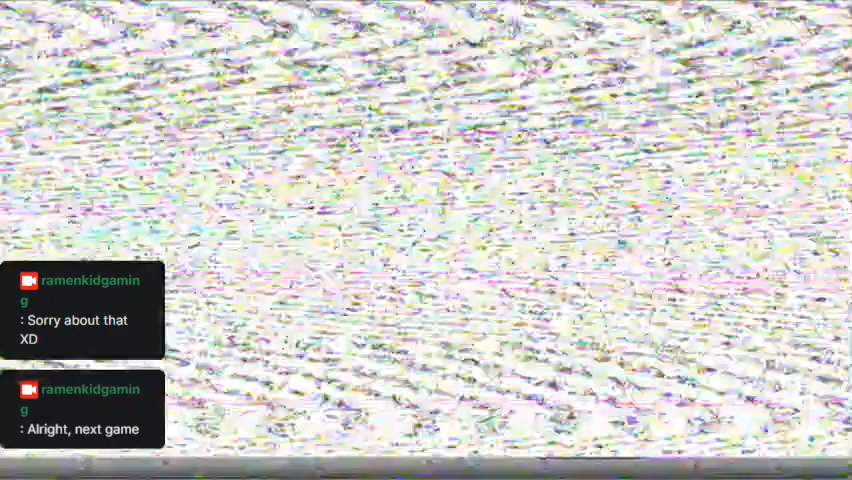 ramenkidgamin
g
: Sorry about that
XD
ramenkidgamin
g
: Alright, next game